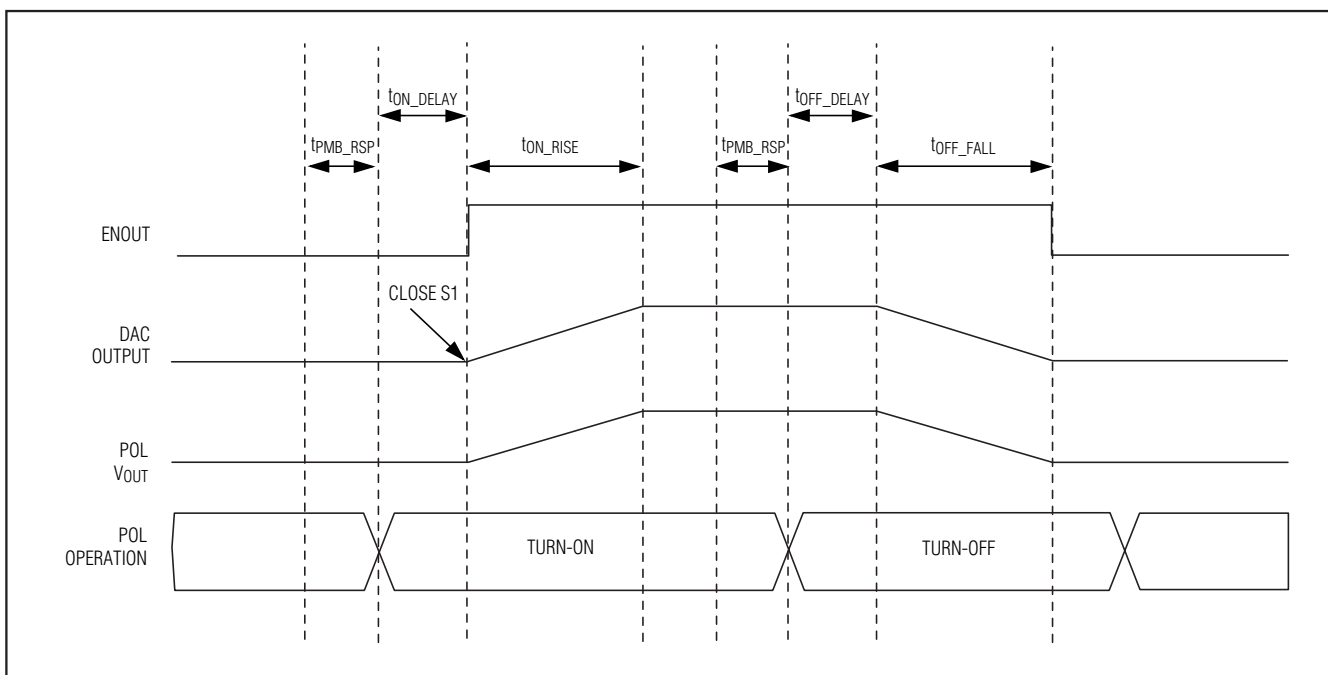 tON_DELAY
tOFF_DELAY
tPMB_RSP
tON_RISE
tPMB_RSP
tOFF_FALL
ENOUT
CLOSE S1
DAC
OUTPUT
POL
VOUT
POL
OPERATION
TURN-ON
TURN-OFF